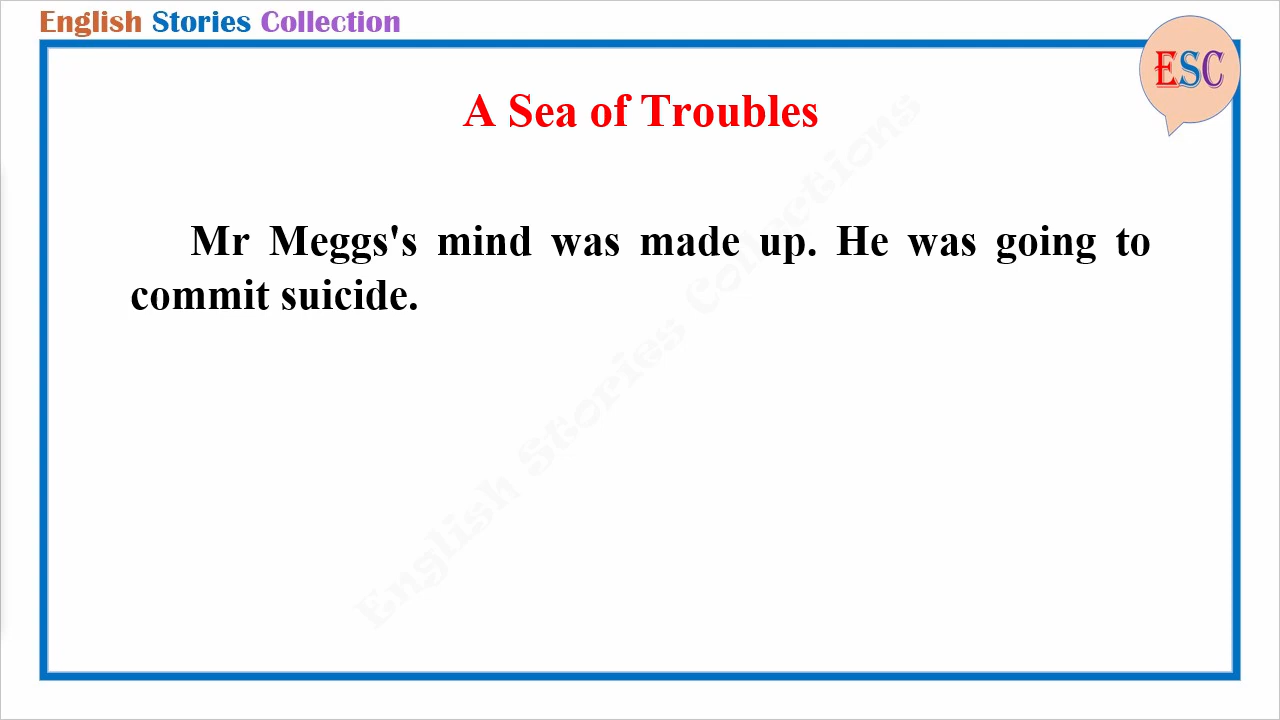 English Stories Collection
ESC
A Sea of Troubles
Mr Meggs's mind was made up. He was going to
commit suicide.
English Stories Collections